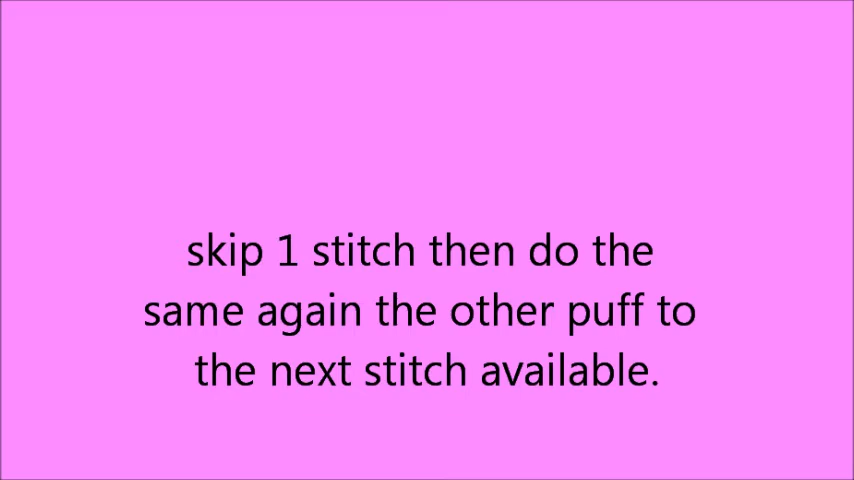 skip 1 stitch then do the
same again the other puff to
the next stitch available.